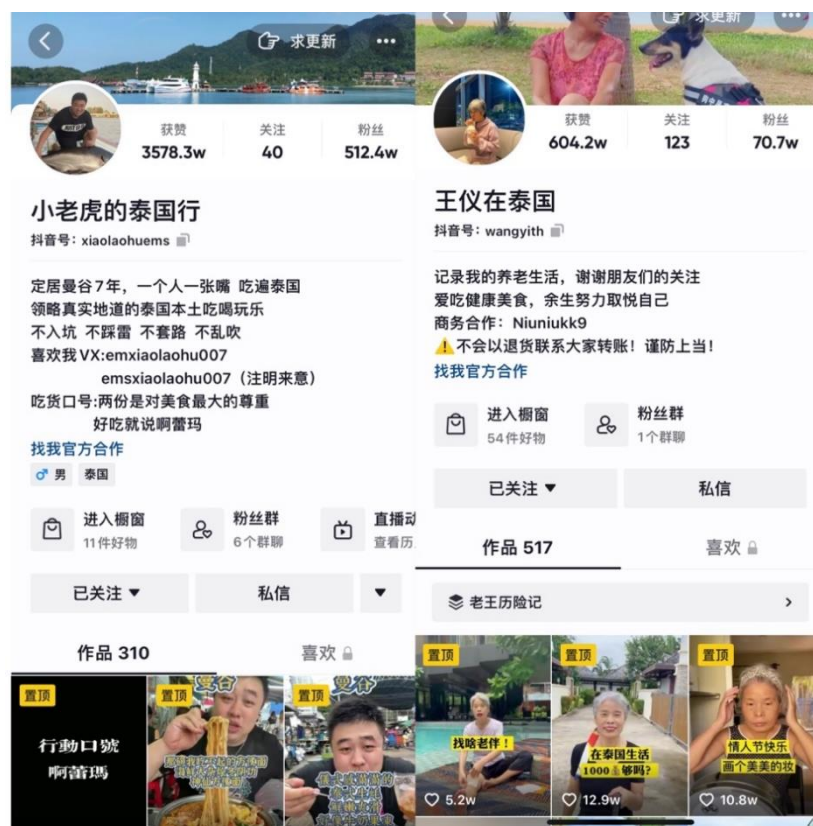 求更新
获赞 关注 粉丝
3578.3w 40 512.4w
小老虎的泰国行
抖音号：xiaolaohuems
定居曼谷7年，一个人一张嘴 吃遍泰国
领略真实地道的泰国本土吃喝玩乐
不入坑 不踩雷 不套路 不乱吹
喜欢我VX:emxiaolaohu007
emsxiaolaohu007（注明来意）
吃货口号:两份是对美食最大的尊重
好吃就说啊蕾玛
找我官方合作
♂ 男 泰国
进入橱窗 粉丝群 直播动
11件好物 6个群聊 查看历
已关注 ▼ 私信 ▼
作品 310 喜欢
置顶 置顶 置顶
曼谷 曼谷
行動口號
啊蕾瑪
求更新
获赞 关注 粉丝
604.2w 123 70.7w
王仪在泰国
抖音号：wangyith
记录我的养老生活，谢谢朋友们的关注
爱吃健康美食，余生努力取悦自己
商务合作：Niuniukk9
⚠️不会以退货联系大家转账！谨防上当！
找我官方合作
进入橱窗 粉丝群
54件好物 1个群聊
已关注 ▼ 私信
作品 517 喜欢
老王历险记
置顶 置顶 置顶
找啥老伴！
在泰国生活
1000
够吗？
情人节快乐
画个美美的妆
5.2w 12.9w 10.8w